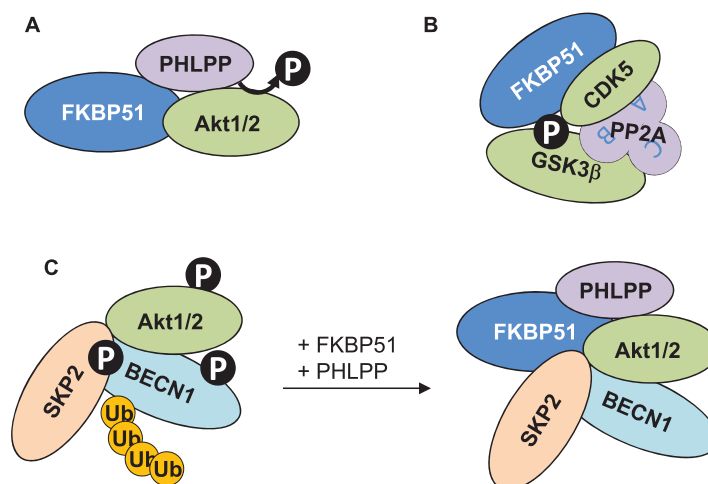 A
PHLPP
P
FKBP51
Akt1/2
B
FKBP51
CDK5
A
P
B
PP2A
C
GSK3β
C
P
Akt1/2
P
P
SKP2
BECN1
Ub
Ub
Ub
Ub
+ FKBP51
+ PHLPP
PHLPP
FKBP51
Akt1/2
SKP2
BECN1